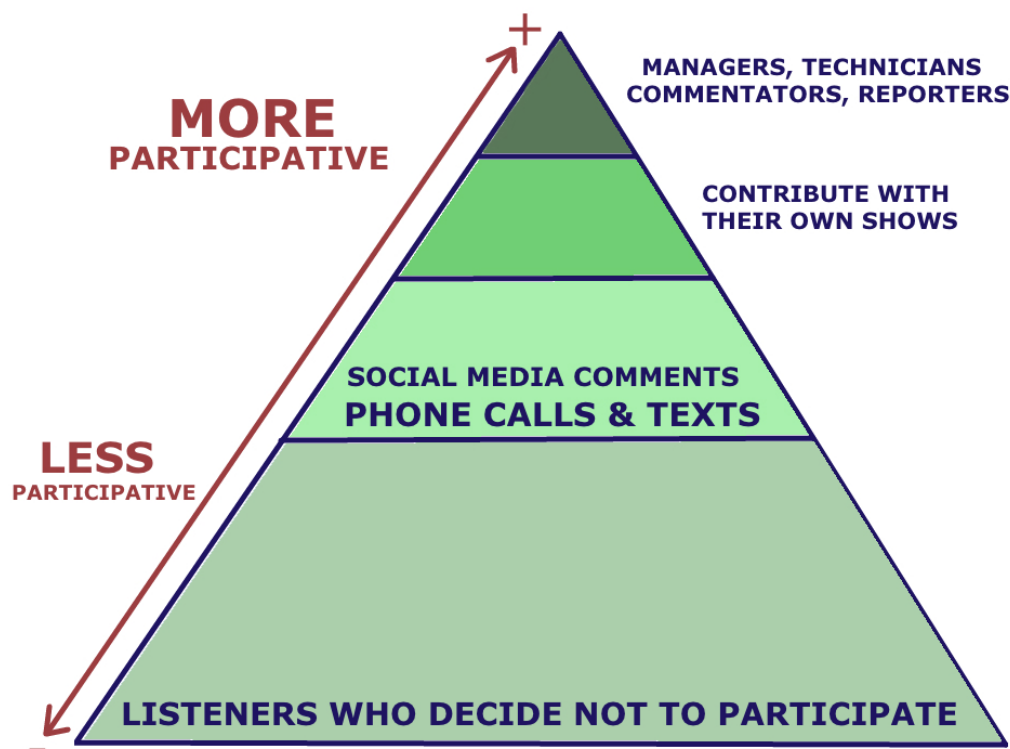 +
MANAGERS, TECHNICIANS
COMMENTATORS, REPORTERS
MORE
PARTICIPATIVE
CONTRIBUTE WITH
THEIR OWN SHOWS
SOCIAL MEDIA COMMENTS
PHONE CALLS & TEXTS
LESS
PARTICIPATIVE
LISTENERS WHO DECIDE NOT TO PARTICIPATE
-